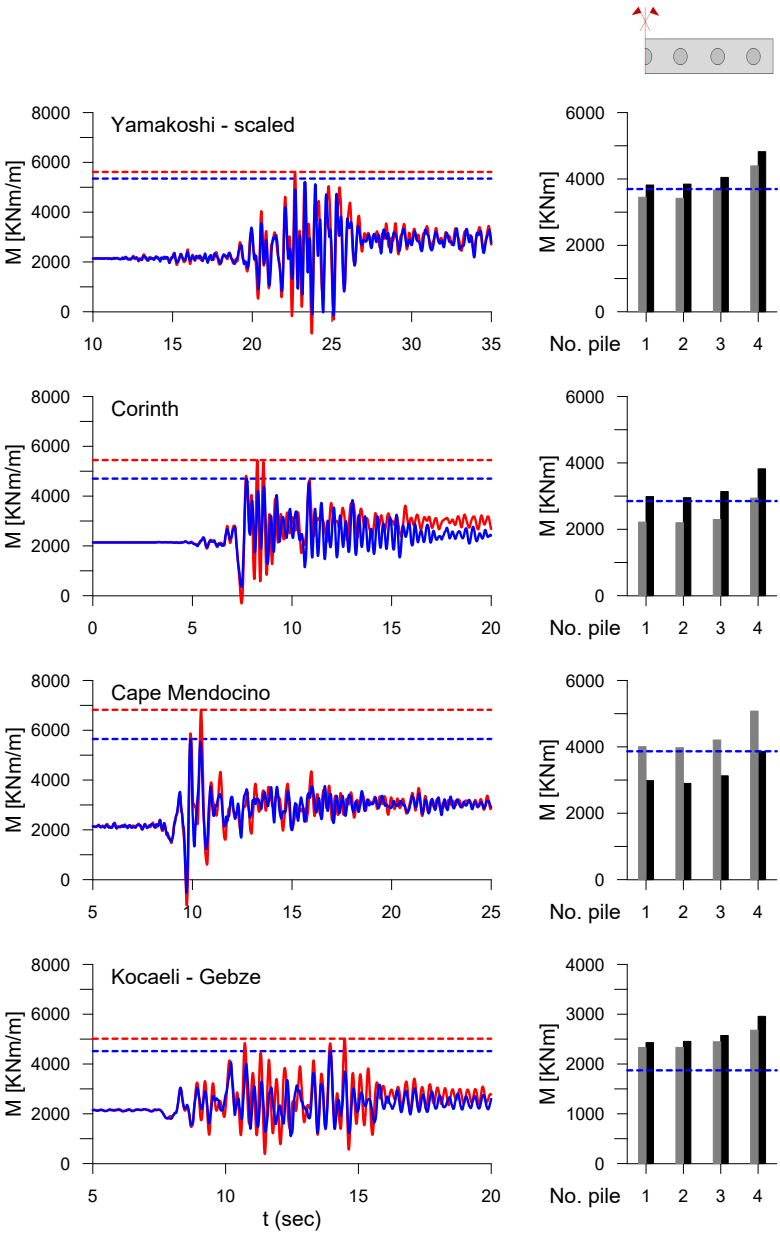 Yamakoshi - scaled
M [KNm/m]
8000
6000
4000
2000
0
10 15 20 25 30 35
M [KNm]
6000
4000
2000
0
No. pile 1 2 3 4
Corinth
M [KNm/m]
8000
6000
4000
2000
0
0 5 10 15 20
M [KNm]
6000
4000
2000
0
No. pile 1 2 3 4
Cape Mendocino
M [KNm/m]
8000
6000
4000
2000
0
5 10 15 20 25
M [KNm]
6000
4000
2000
0
No. pile 1 2 3 4
Kocaeli - Gebze
M [KNm/m]
8000
6000
4000
2000
0
5 10 15 20
t (sec)
M [KNm]
4000
3000
2000
1000
0
No. pile 1 2 3 4